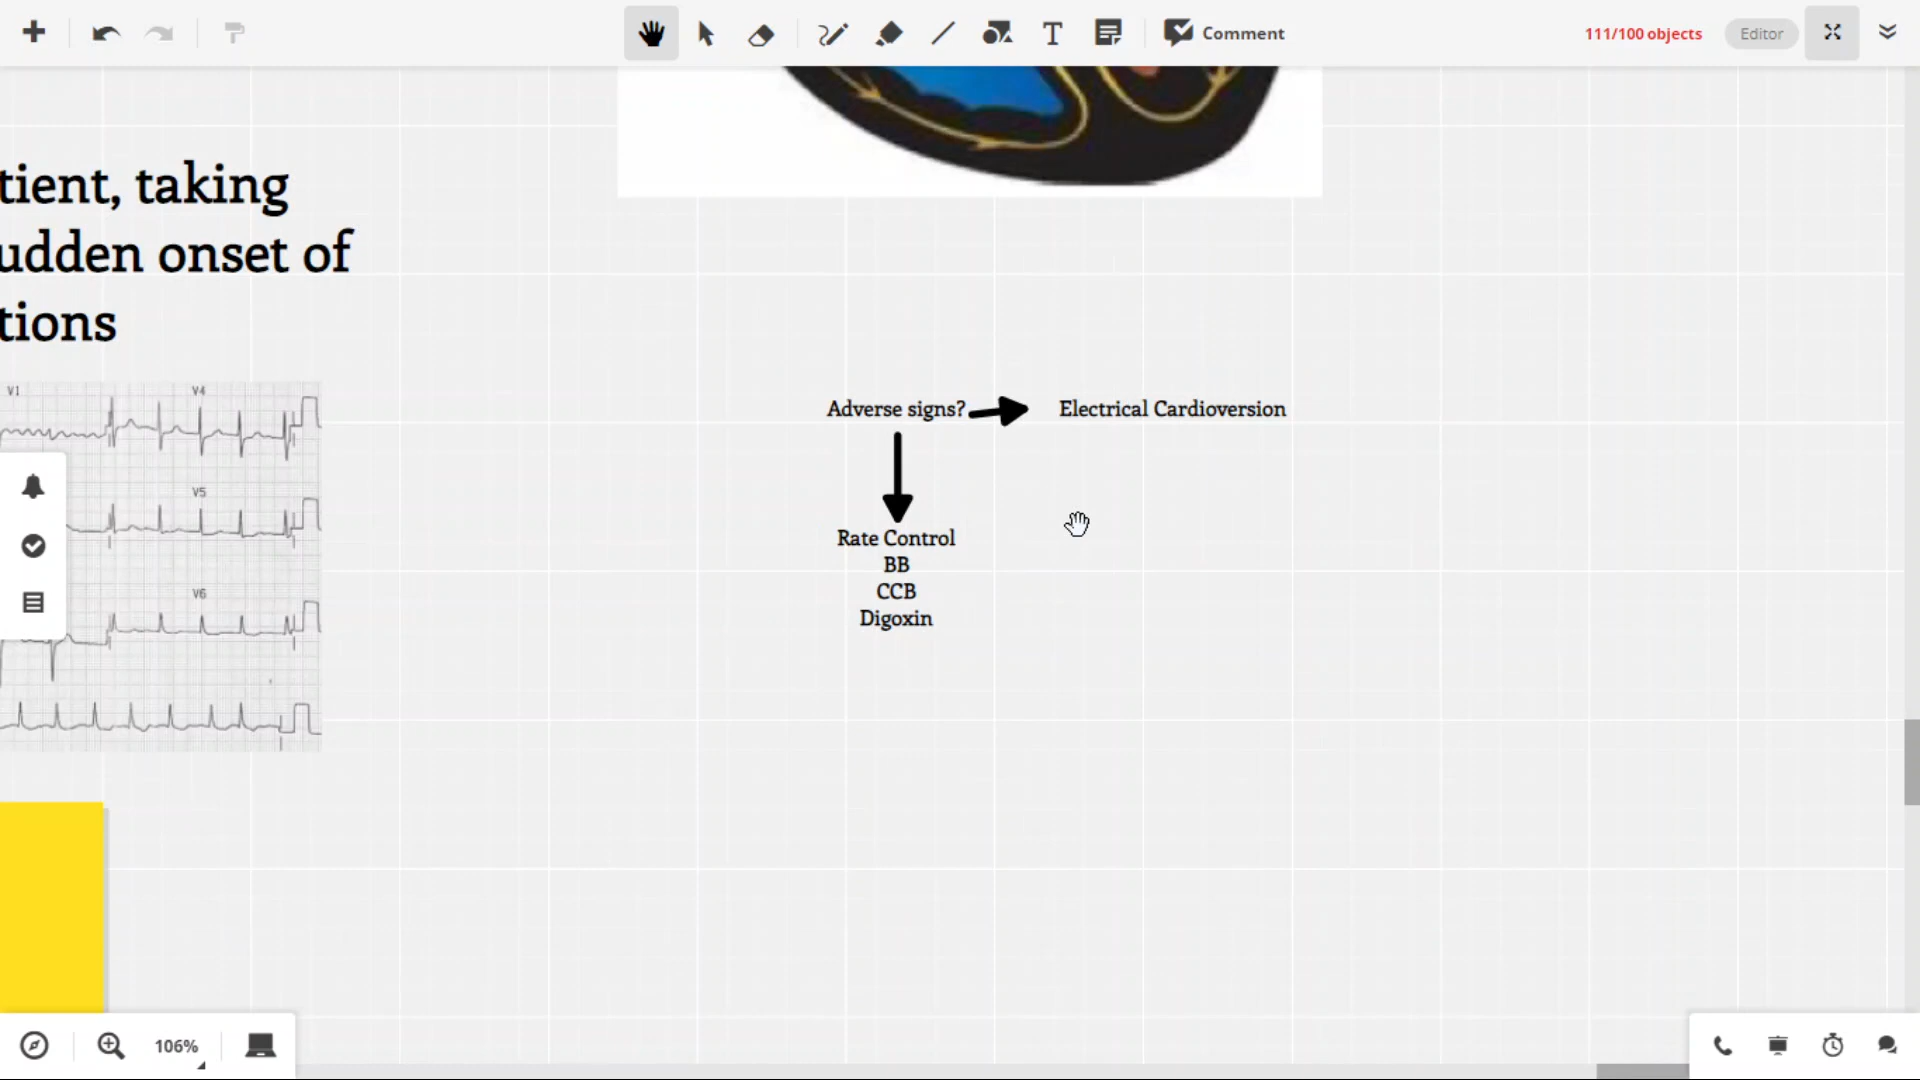 Comment
111/100 objects
Editor
tient, taking
udden onset of
tions
V1
V4
V5
V6
Adverse signs?
Electrical Cardioversion
Rate Control
BB
CCB
Digoxin
106%